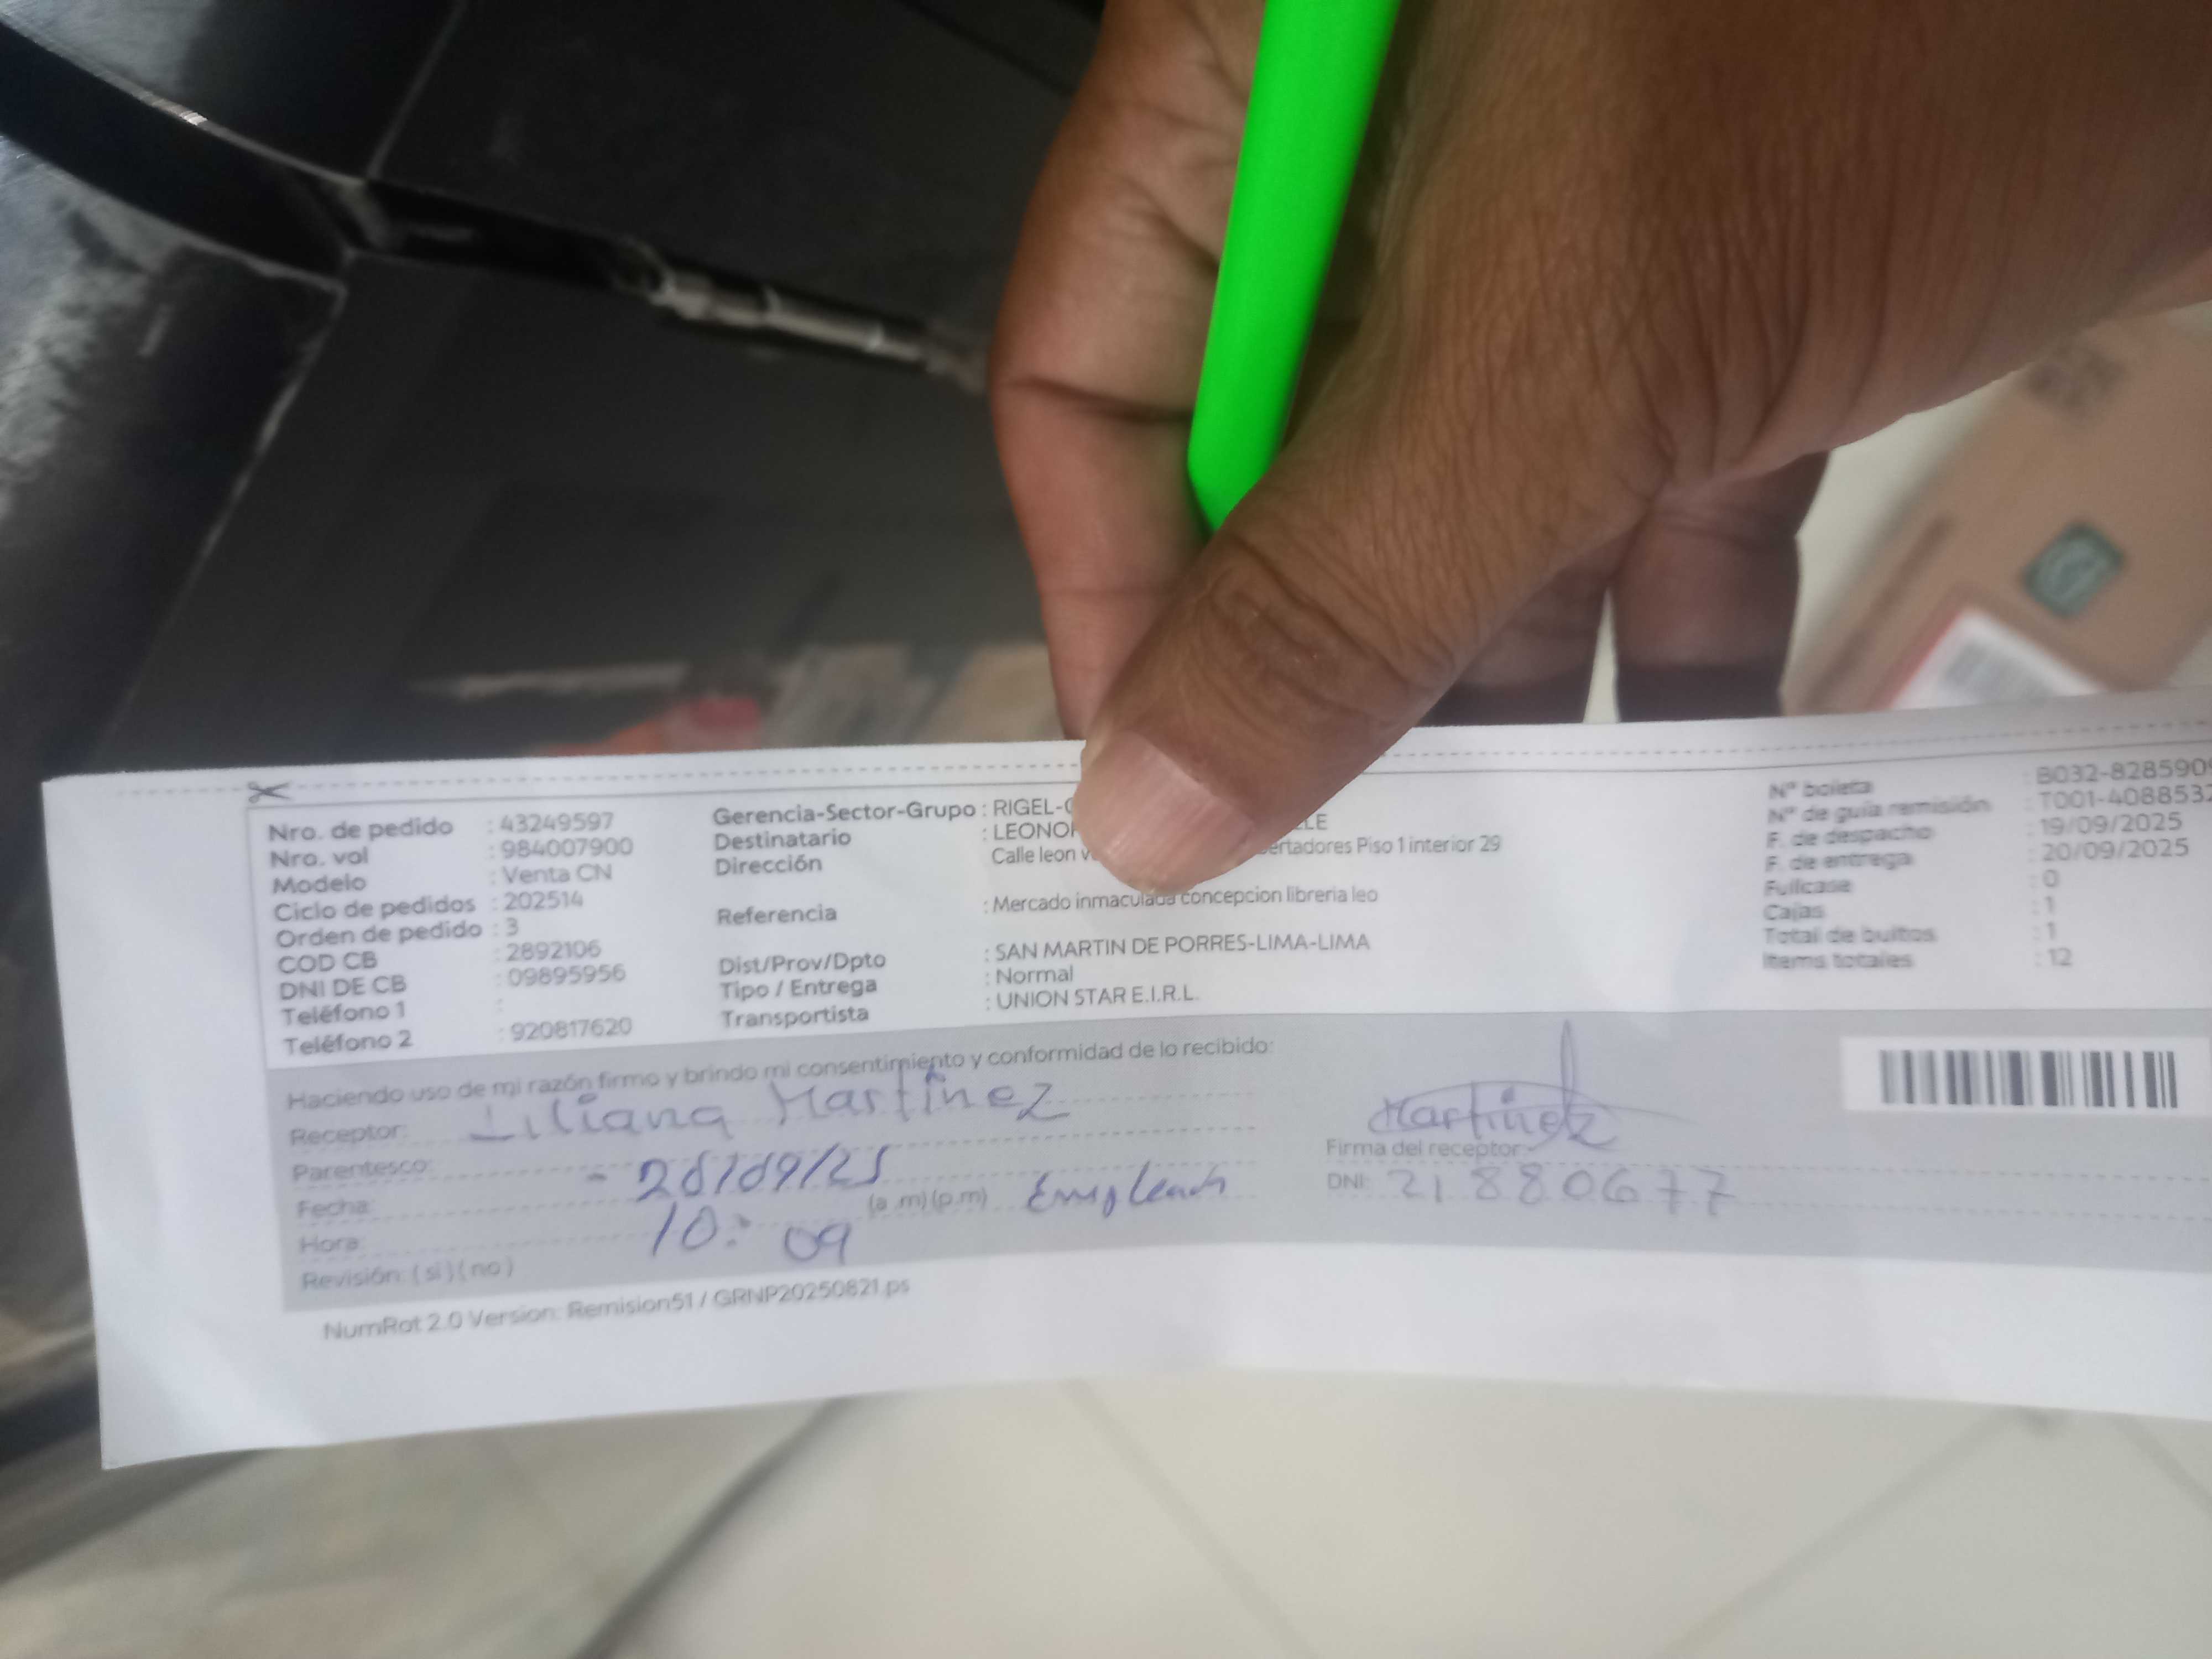 Nro. de pedido : 43249597
Nro. vol : 984007900
Modelo : Venta CN
Ciclo de pedidos : 202514
Orden de pedido : 3
COD CB : 2892106
DNI DE CB : 09895956
Teléfono 1 :
Teléfono 2 : 920817620
Gerencia-Sector-Grupo : RIGEL-
Destinatario : LEONOR
Dirección Calle leon Piso 1 interior 29
Referencia : Mercado inmaculada concepcion libreria leo
Dist/Prov/Dpto : SAN MARTIN DE PORRES-LIMA-LIMA
Tipo / Entrega : Normal
Transportista : UNION STAR E.I.R.L.
N° boleta : B032-828590
N° de guía remisión : T001-4088532
F. de despacho : 19/09/2025
F. de entrega : 20/09/2025
Fullcase : 0
Cajas : 1
Total de bultos : 1
Items totales : 12
Haciendo uso de mi razón firmo y brindo mi consentimiento y conformidad de lo recibido:
Receptor: Liliana Martinez
Parentesco:
Fecha: 20/09/25
Hora: 10:09 (a.m) (p.m)
Revisión: ( si ) ( no )
Martinez
Firma del receptor:
DNI: 21880677
NumRot 2.0 Version: Remision51 / GRNP20250821.ps